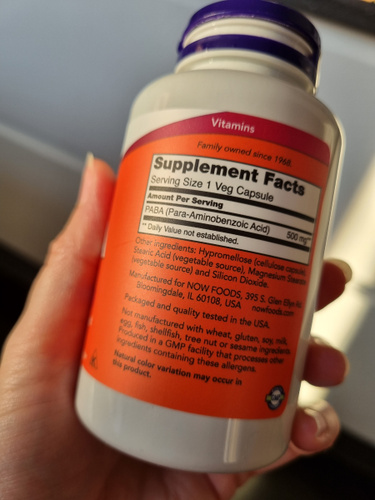 Vitamins
Family owned since 1968.
Supplement Facts
Serving Size 1 Veg Capsule
Amount Per Serving
PABA (Para-Aminobenzoic Acid) 500 mg**
** Daily Value not established.
Other ingredients: Hypromellose (cellulose capsule),
Stearic Acid (vegetable source), Magnesium Stearate
(vegetable source) and Silicon Dioxide.
Manufactured for NOW FOODS, 395 S. Glen Ellyn Rd.
Bloomingdale, IL 60108, USA nowfoods.com
Packaged and quality tested in the USA.
Not manufactured with wheat, gluten, soy, milk,
egg, fish, shellfish, tree nut or sesame ingredients.
Produced in a GMP facility that processes other
ingredients containing these allergens.
Natural color variation may occur in
this product.